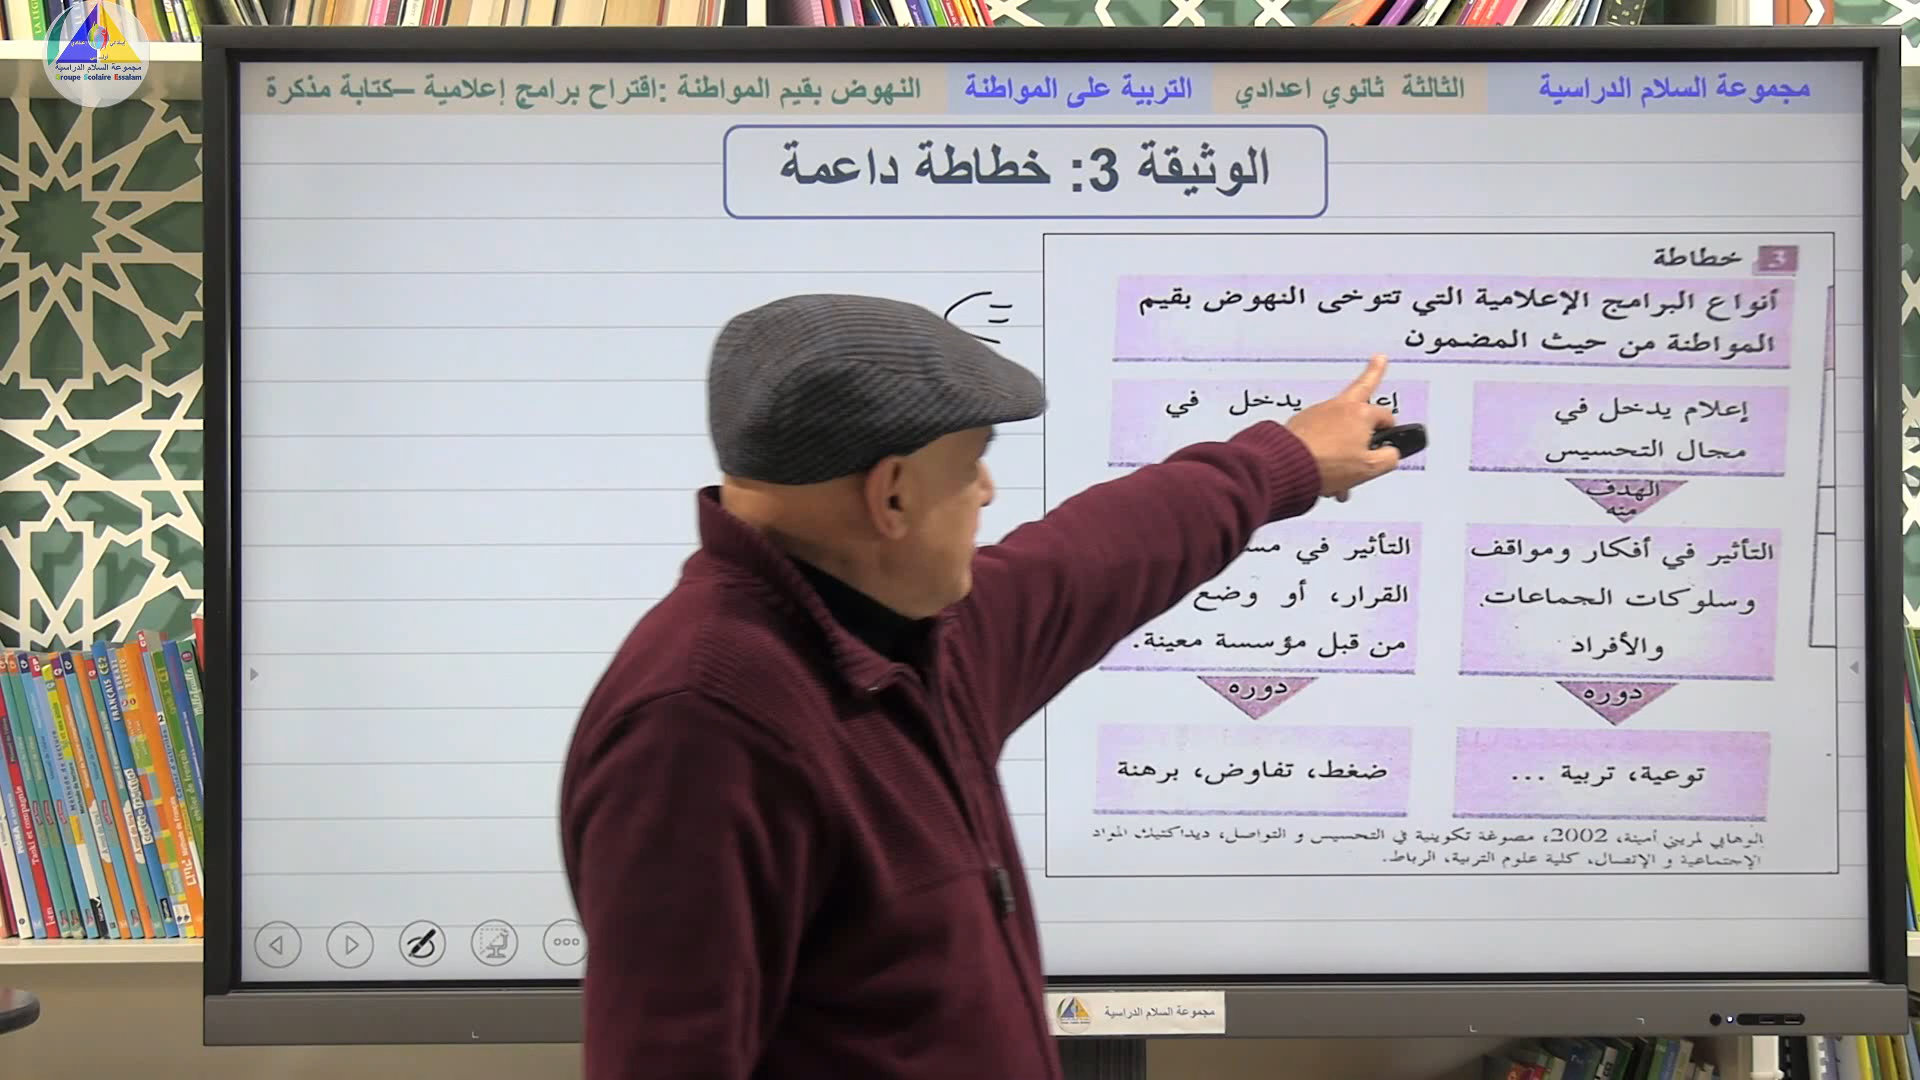 مجموعة السلام الدراسية
Groupe Scolaire Essalam
مجموعة السلام الدراسية
الثالثة ثانوي اعدادي
التربية على المواطنة
النهوض بقيم المواطنة :اقتراح برامج إعلامية –كتابة مذكرة
الوثيقة 3: خطاطة داعمة
3 خطاطة
أنواع البرامج الإعلامية التي تتوخى النهوض بقيم
المواطنة من حيث المضمون
إعلام يدخل في
مجال التحسيس
الهدف
منه
التأثير في أفكار ومواقف
وسلوكات الجماعات
والأفراد
دوره
توعية، تربية ...
يدخل في
التأثير في
القرار، أو وضع
من قبل مؤسسة معينة.
دوره
ضغط، تفاوض، برهنة
الوهابي لمريني أمينة، 2002، مصوغة تكوينية في التحسيس و التواصل، ديداكتيك المواد
الإجتماعية و الإتصال، كلية علوم التربية، الرباط.
مجموعة السلام الدراسية